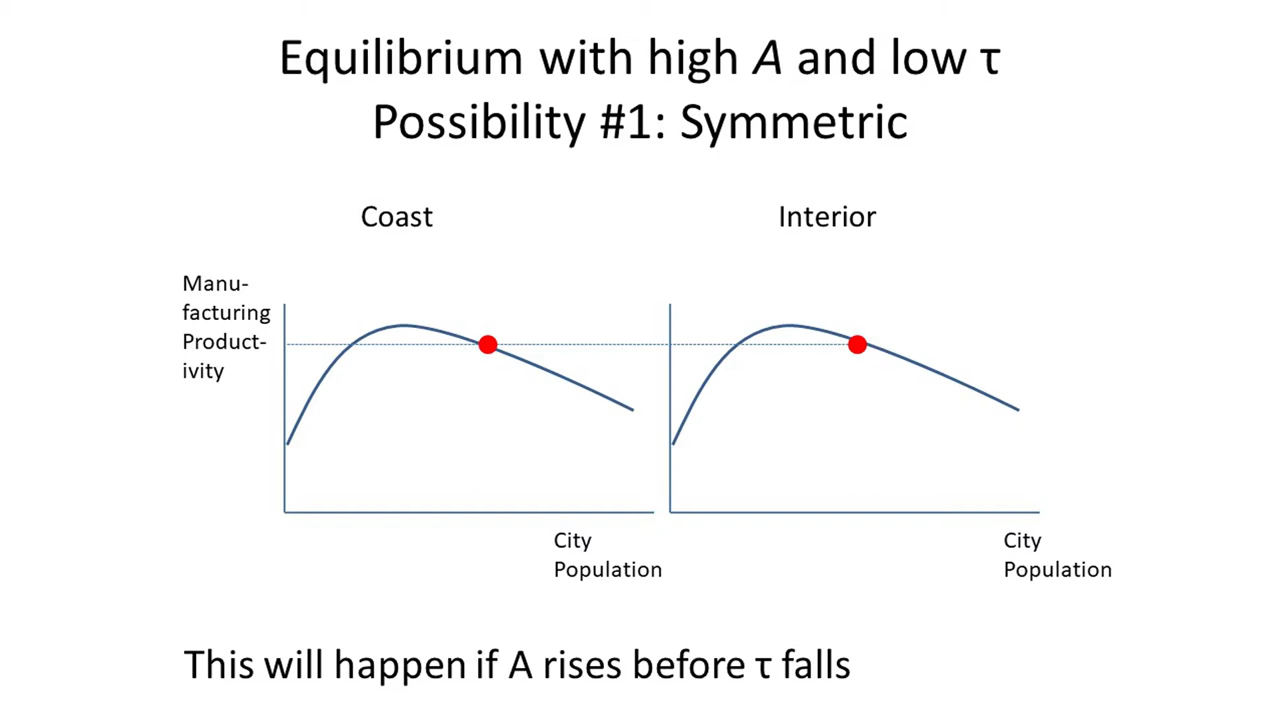 Equilibrium with high A and low τ
Possibility #1: Symmetric
Coast
Interior
Manu-
facturing
Product-
ivity
City
Population
City
Population
This will happen if A rises before τ falls